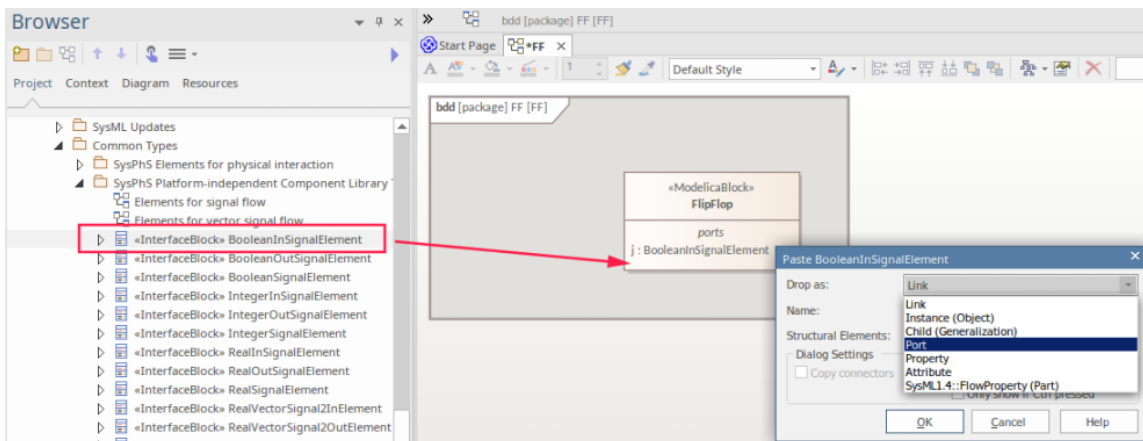 Browser
Project Context Diagram Resources
SysML Updates
Common Types
SysPhS Elements for physical interaction
SysPhS Platform-independent Component Library
Elements for signal flow
Elements for vector signal flow
«InterfaceBlock» BooleanInSignalElement
«InterfaceBlock» BooleanOutSignalElement
«InterfaceBlock» BooleanSignalElement
«InterfaceBlock» IntegerInSignalElement
«InterfaceBlock» IntegerOutSignalElement
«InterfaceBlock» IntegerSignalElement
«InterfaceBlock» RealInSignalElement
«InterfaceBlock» RealOutSignalElement
«InterfaceBlock» RealSignalElement
«InterfaceBlock» RealVectorSignal2InElement
«InterfaceBlock» RealVectorSignal2OutElement
bdd [package] FF [FF]
Start Page *FF
1 Default Style
bdd [package] FF [FF]
«ModelicaBlock»
FlipFlop
ports
j : BooleanInSignalElement
Paste BooleanInSignalElement
Drop as: Link
Name:
Structural Elements:
Dialog Settings
Copy connectors
Link
Instance (Object)
Child (Generalization)
Port
Property
Attribute
SysML1.4::FlowProperty (Part)
Only show if Ctrl pressed
OK Cancel Help